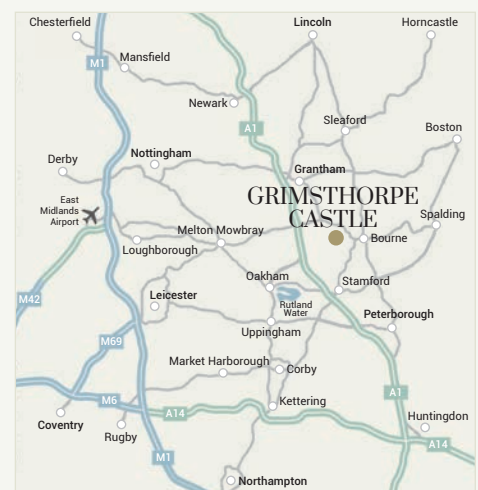 Chesterfield
Lincoln
Horncastle
Mansfield
M1
Newark
A1
Sleaford
Boston
Nottingham
Derby
Grantham
East
Midlands
Airport
GRIMSTHORPE
CASTLE
Spalding
Melton Mowbray
Bourne
Loughborough
Oakham
Stamford
M42
Leicester
Rutland
Water
Peterborough
Uppingham
M69
Market Harborough
Corby
A1
M6
Kettering
A14
Huntingdon
Coventry
Rugby
A14
M1
Northampton